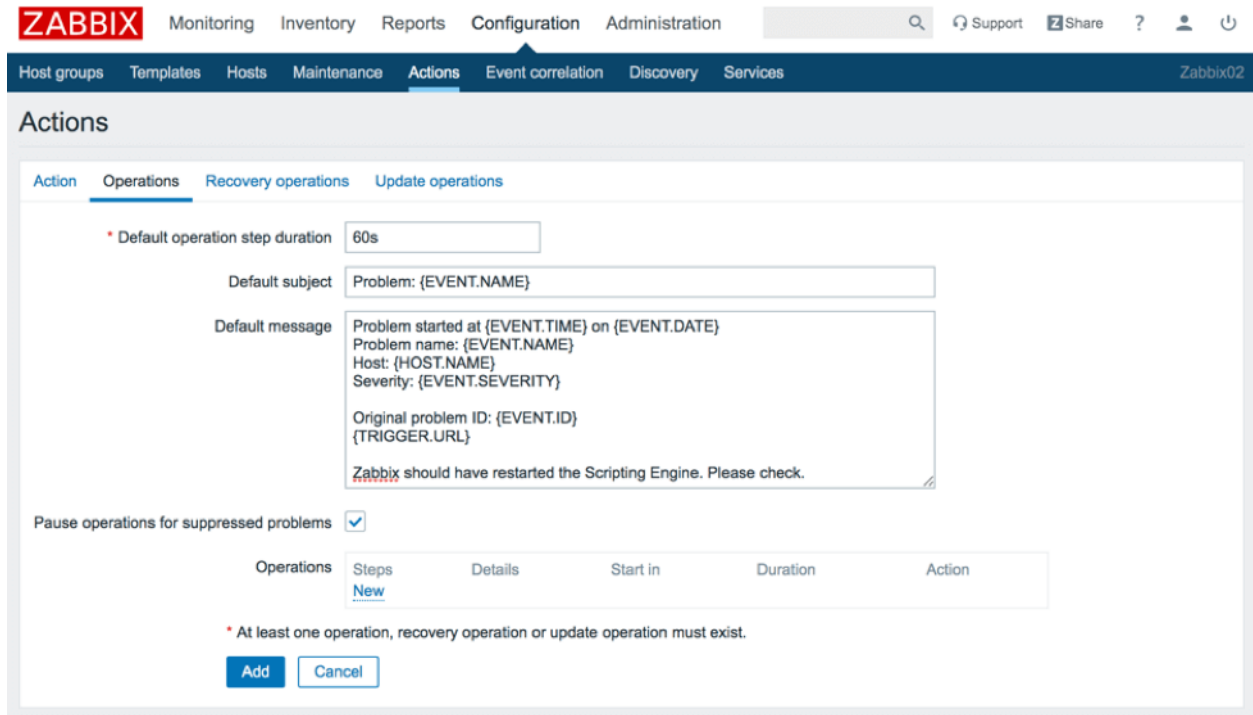 ZABBIX Monitoring Inventory Reports Configuration Administration Support Z Share ?
Host groups Templates Hosts Maintenance Actions Event correlation Discovery Services Zabbix02
Actions
Action Operations Recovery operations Update operations
* Default operation step duration 60s
Default subject Problem: {EVENT.NAME}
Default message Problem started at {EVENT.TIME} on {EVENT.DATE}
Problem name: {EVENT.NAME}
Host: {HOST.NAME}
Severity: {EVENT.SEVERITY}
Original problem ID: {EVENT.ID}
{TRIGGER.URL}
Zabbix should have restarted the Scripting Engine. Please check.
Pause operations for suppressed problems
Operations Steps Details Start in Duration Action
New
* At least one operation, recovery operation or update operation must exist.
Add Cancel